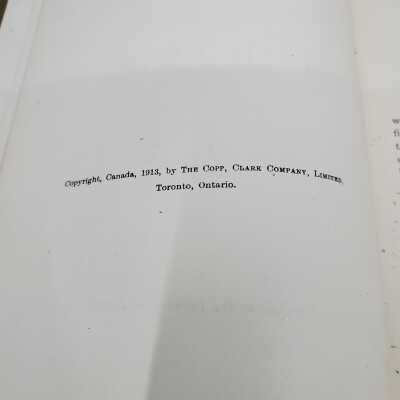 Copyright, Canada, 1913, by THE COPP, CLARK COMPANY, LIMITED,
Toronto, Ontario.